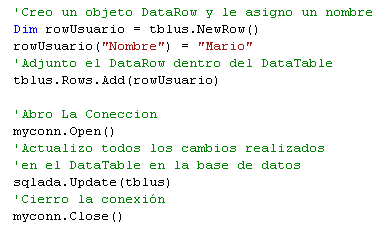 'Creo un objeto DataRow y le asigno un nombre
Dim rowUsuario = tblus.NewRow()
rowUsuario("Nombre") = "Mario"
'Adjunto el DataRow dentro del DataTable
tblus.Rows.Add(rowUsuario)
'Abro La Coneccion
myconn.Open()
'Actualizo todos los cambios realizados
'en el DataTable en la base de datos
sqlada.Update(tblus)
'Cierro la conexión
myconn.Close()